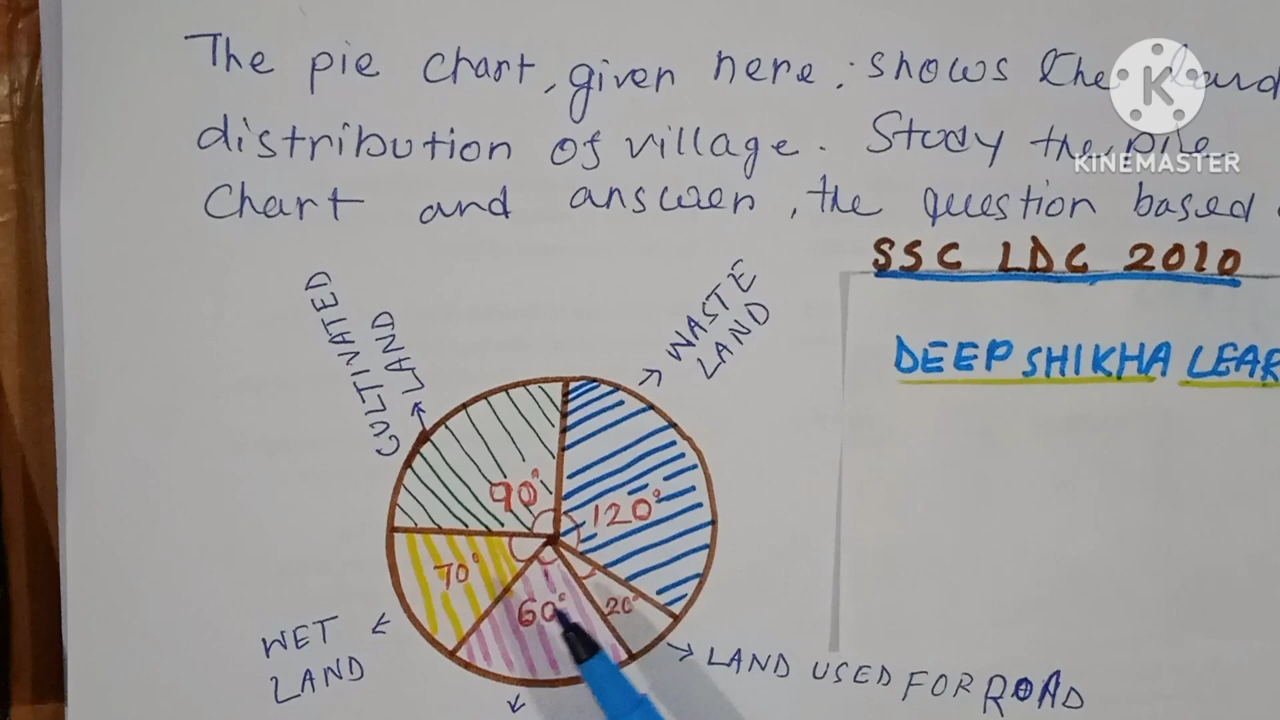 The pie chart, given here; shows the land
distribution of village. Study the pie
Chart and answer, the question based
SSC LDC 2010
K
KINEMASTER
DEEP SHIKHA LEAR
CULTIVATED
LAND
WASTE
LAND
90°
120°
70°
60°
20°
WET
LAND
LAND USED FOR ROAD